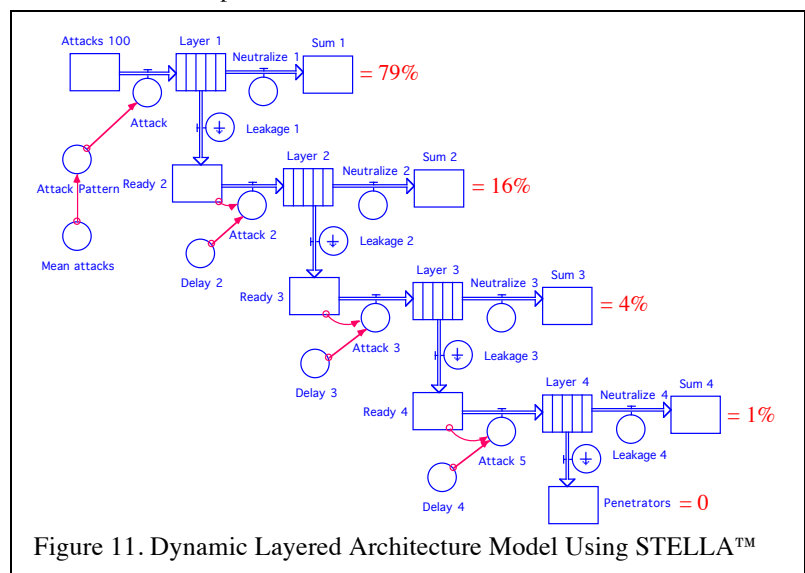 Attacks 100
Layer 1
Neutralize 1
Sum 1
= 79%
Attack
Leakage 1
Attack Pattern
Ready 2
Layer 2
Neutralize 2
Sum 2
= 16%
Mean attacks
Attack 2
Leakage 2
Delay 2
Ready 3
Layer 3
Neutralize 3
Sum 3
= 4%
Attack 3
Leakage 3
Delay 3
Ready 4
Layer 4
Neutralize 4
Sum 4
= 1%
Attack 5
Leakage 4
Delay 4
Penetrators = 0
Figure 11. Dynamic Layered Architecture Model Using STELLA™